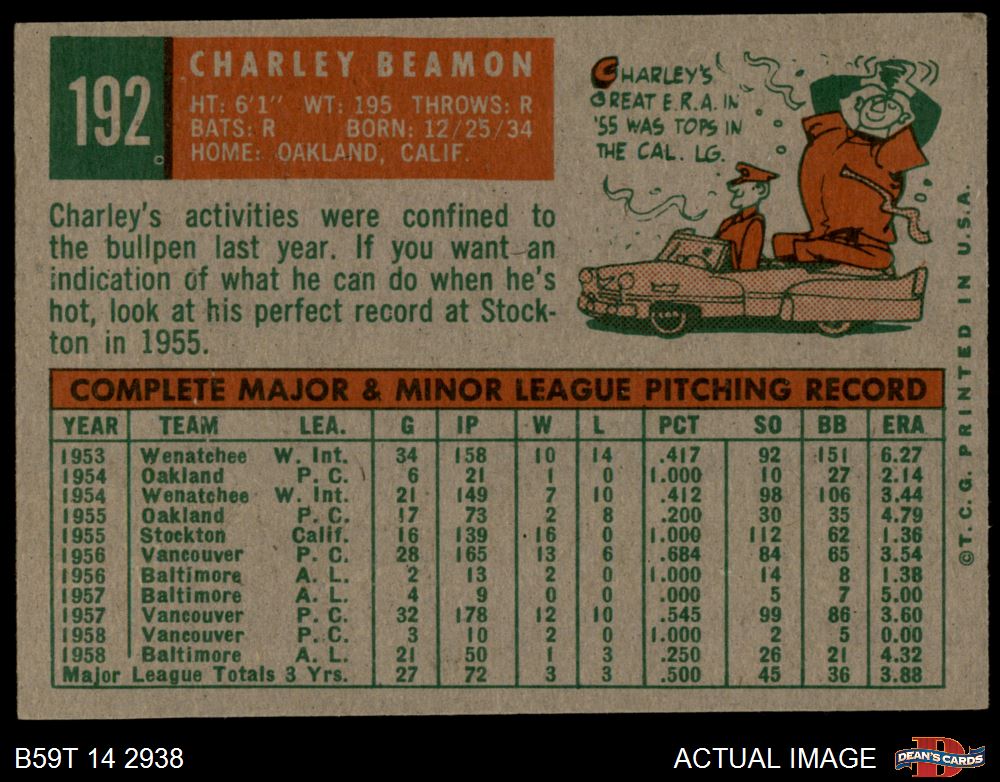 192
CHARLEY BEAMON
HT: 6'1" WT: 195 THROWS: R
BATS: R BORN: 12/25/34
HOME: OAKLAND, CALIF.
CHARLEY'S
GREAT E.R.A. IN
'55 WAS TOPS IN
THE CAL. LG.
Charley's activities were confined to
the bullpen last year. If you want an
indication of what he can do when he's
hot, look at his perfect record at Stock-
ton in 1955.
COMPLETE MAJOR & MINOR LEAGUE PITCHING RECORD
YEAR TEAM LEA. G IP W L PCT SO BB ERA
1953 Wenatchee W. Int. 34 158 10 14 .417 92 151 6.27
1954 Oakland P. C. 6 21 1 0 1.000 10 27 2.14
1954 Wenatchee W. Int. 21 149 7 10 .412 98 106 3.44
1955 Oakland P. C. 17 73 2 8 .200 30 35 4.79
1955 Stockton Calif. 16 139 16 0 1.000 112 62 1.36
1956 Vancouver P. C. 28 165 13 6 .684 84 65 3.54
1956 Baltimore A. L. 2 13 2 0 1.000 14 8 1.38
1957 Baltimore A. L. 4 9 0 0 .000 5 7 5.00
1957 Vancouver P. C. 32 178 12 10 .545 99 86 3.60
1958 Vancouver P. C. 3 10 2 0 1.000 2 5 0.00
1958 Baltimore A. L. 21 50 1 3 .250 26 21 4.32
Major League Totals 3 Yrs. 27 72 3 3 .500 45 36 3.88
©T.C.G. PRINTED IN U.S.A.
B59T 14 2938
ACTUAL IMAGE
DEAN'S CARDS